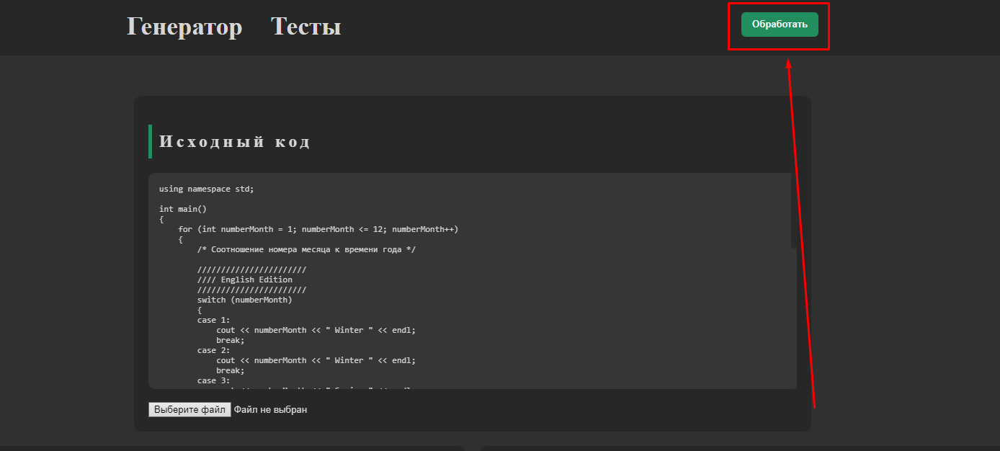 Генератор Тесты Обработать
Исходный код
using namespace std;
int main()
{
for (int numberMonth = 1; numberMonth <= 12; numberMonth++)
{
/* Соотношение номера месяца к времени года */
///////////////////////
//// English Edition
///////////////////////
switch (numberMonth)
{
case 1:
cout << numberMonth << " Winter " << endl;
break;
case 2:
cout << numberMonth << " Winter " << endl;
break;
case 3:
Выберите файл Файл не выбран